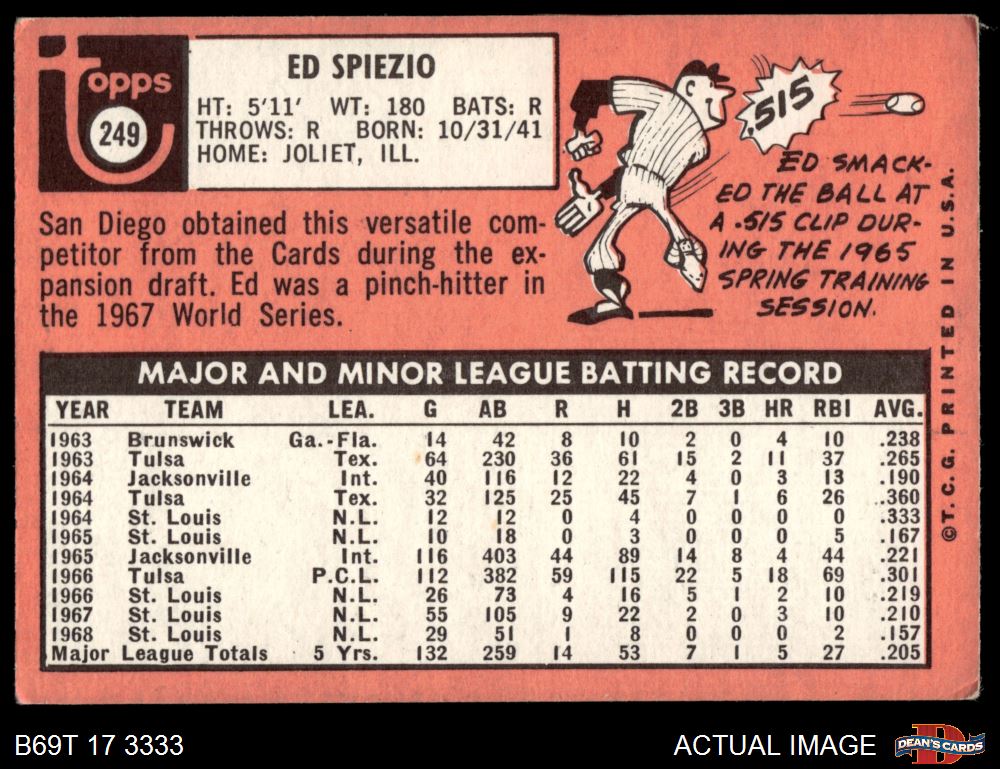 Topps
249
ED SPIEZIO
HT: 5'11' WT: 180 BATS: R
THROWS: R BORN: 10/31/41
HOME: JOLIET, ILL.
San Diego obtained this versatile com-
petitor from the Cards during the ex-
pansion draft. Ed was a pinch-hitter in
the 1967 World Series.
.515
ED SMACK-
ED THE BALL AT
A .515 CLIP DUR-
ING THE 1965
SPRING TRAINING
SESSION.
MAJOR AND MINOR LEAGUE BATTING RECORD
YEAR TEAM LEA. G AB R H 2B 3B HR RBI AVG.
1963 Brunswick Ga.-Fla. 14 42 8 10 2 0 4 10 .238
1963 Tulsa Tex. 64 230 36 61 15 2 11 37 .265
1964 Jacksonville Int. 40 116 12 22 4 0 3 13 .190
1964 Tulsa Tex. 32 125 25 45 7 1 6 26 .360
1964 St. Louis N.L. 12 12 0 4 0 0 0 0 .333
1965 St. Louis N.L. 10 18 0 3 0 0 0 5 .167
1965 Jacksonville Int. 116 403 44 89 14 8 4 44 .221
1966 Tulsa P.C.L. 112 382 59 115 22 5 18 69 .301
1966 St. Louis N.L. 26 73 4 16 5 1 2 10 .219
1967 St. Louis N.L. 55 105 9 22 2 0 3 10 .210
1968 St. Louis N.L. 29 51 1 8 0 0 0 2 .157
Major League Totals 5 Yrs. 132 259 14 53 7 1 5 27 .205
©T. C. G. PRINTED IN U.S.A.
B69T 17 3333
ACTUAL IMAGE
D
DEAN'S CARDS